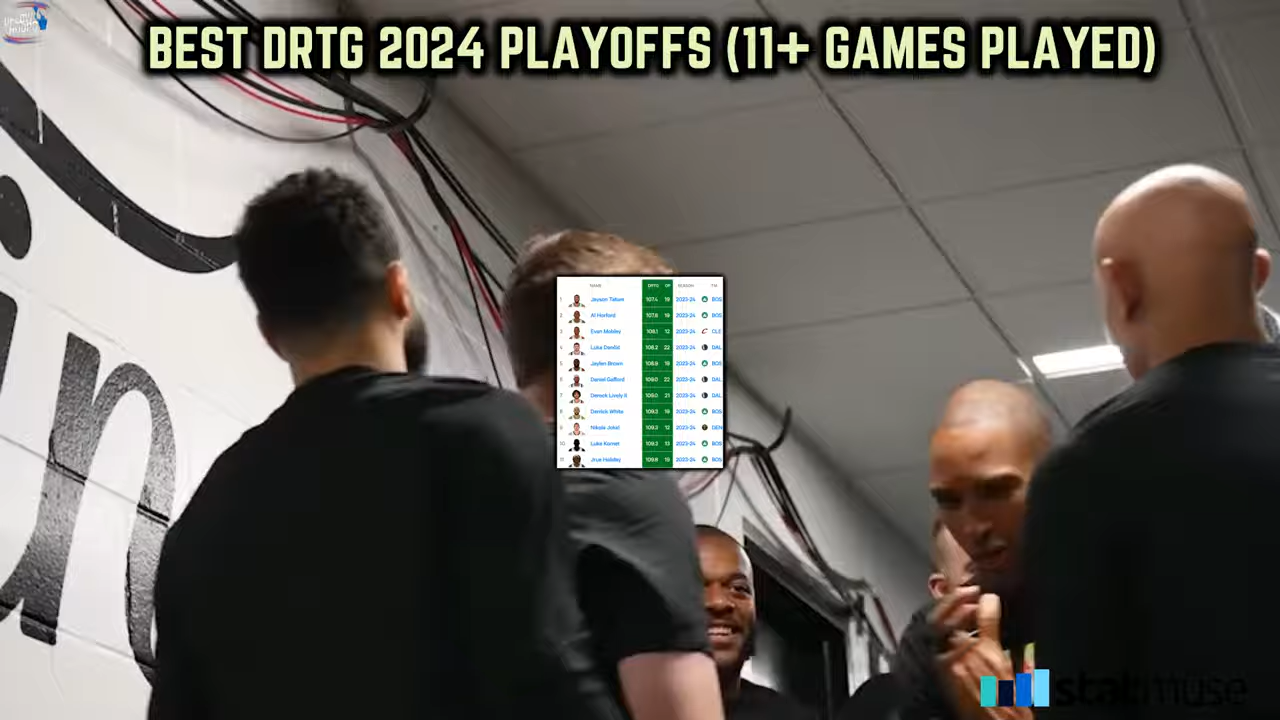 BEST DRTG 2024 PLAYOFFS (11+ GAMES PLAYED)
NAME DRTG GP SEASON TM
1 Jayson Tatum 107.4 19 2023-24 BOS
2 Al Horford 107.8 19 2023-24 BOS
3 Evan Mobley 108.1 12 2023-24 CLE
4 Luka Dončić 108.2 22 2023-24 DAL
5 Jaylen Brown 108.9 19 2023-24 BOS
6 Daniel Gafford 109.0 22 2023-24 DAL
7 Dereck Lively II 109.0 21 2023-24 DAL
8 Derrick White 109.2 19 2023-24 BOS
9 Nikola Jokić 109.3 12 2023-24 DEN
10 Luke Kornet 109.3 13 2023-24 BOS
11 Jrue Holiday 109.8 19 2023-24 BOS
in
statmuse